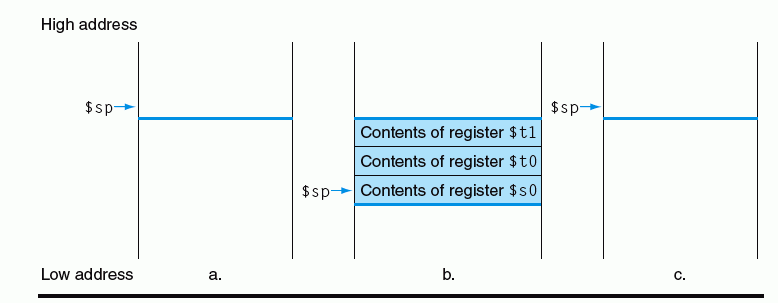 High address
$sp
$sp
Contents of register $t1
Contents of register $t0
$sp
Contents of register $s0
Low address
a.
b.
c.